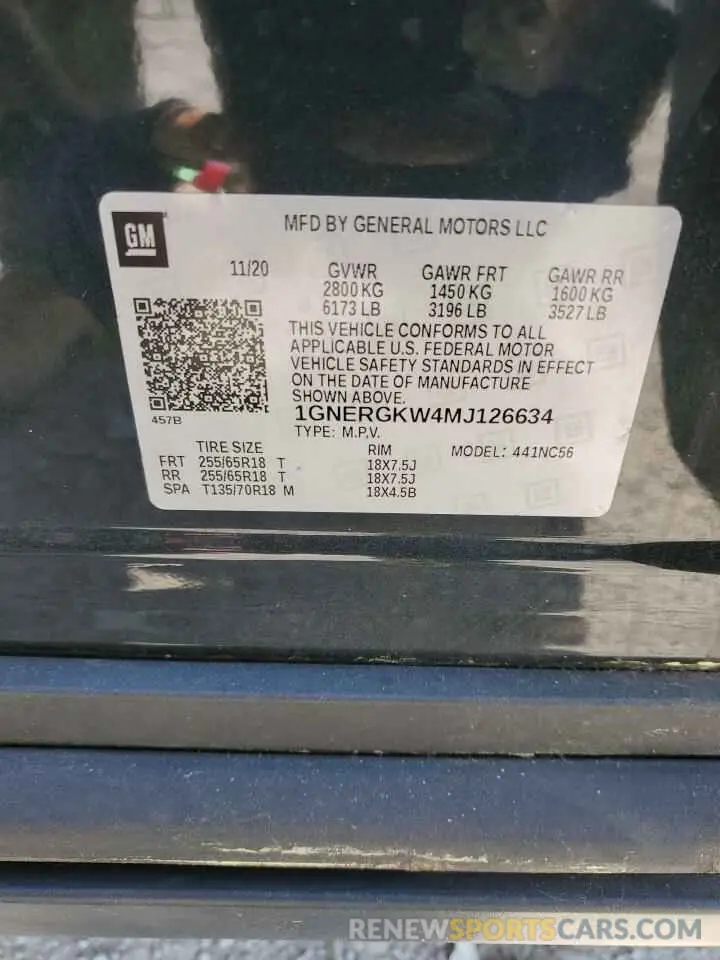 GM
MFD BY GENERAL MOTORS LLC
11/20 GVWR GAWR FRT GAWR RR
2800 KG 1450 KG 1600 KG
6173 LB 3196 LB 3527 LB
THIS VEHICLE CONFORMS TO ALL
APPLICABLE U.S. FEDERAL MOTOR
VEHICLE SAFETY STANDARDS IN EFFECT
ON THE DATE OF MANUFACTURE
SHOWN ABOVE.
457B 1GNERGKW4MJ126634
TYPE: M.P.V.
TIRE SIZE RIM MODEL: 441NC56
FRT 255/65R18 T 18X7.5J
RR 255/65R18 T 18X7.5J
SPA T135/70R18 M 18X4.5B
RENEWSPORTSCARS.COM